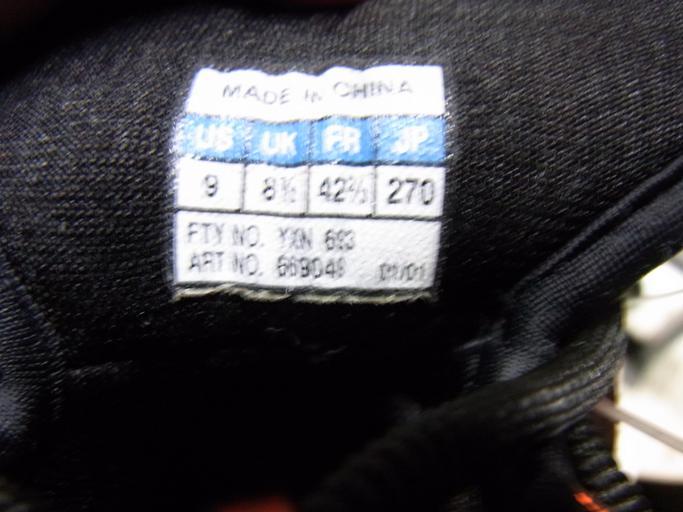 MADE IN CHINA
US UK FR JP
9 8½ 42⅔ 270
FTY NO. YXN 693
ART NO. 669048 01/01